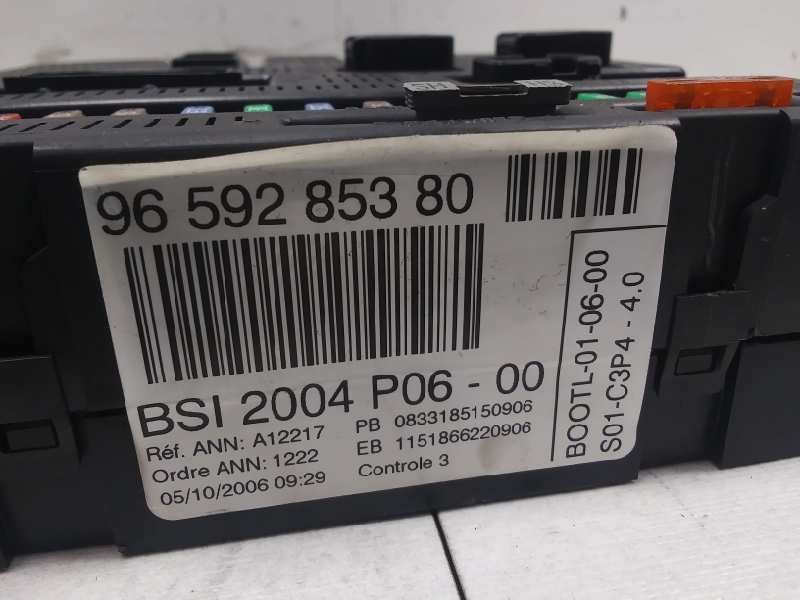 96 592 853 80
BSI 2004 P06 - 00
Réf. ANN: A12217
Ordre ANN: 1222
05/10/2006 09:29
PB 0833185150906
EB 1151866220906
Controle 3
BOOTL-01-06-00
S01-C3P4 - 4.0
SH